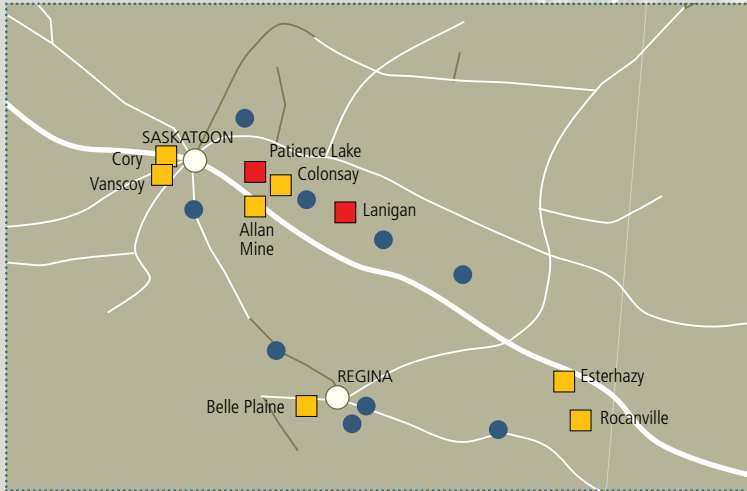 SASKATOON
Cory
Vanscoy
Patience Lake
Colonsay
Lanigan
Allan
Mine
REGINA
Belle Plaine
Esterhazy
Rocanville